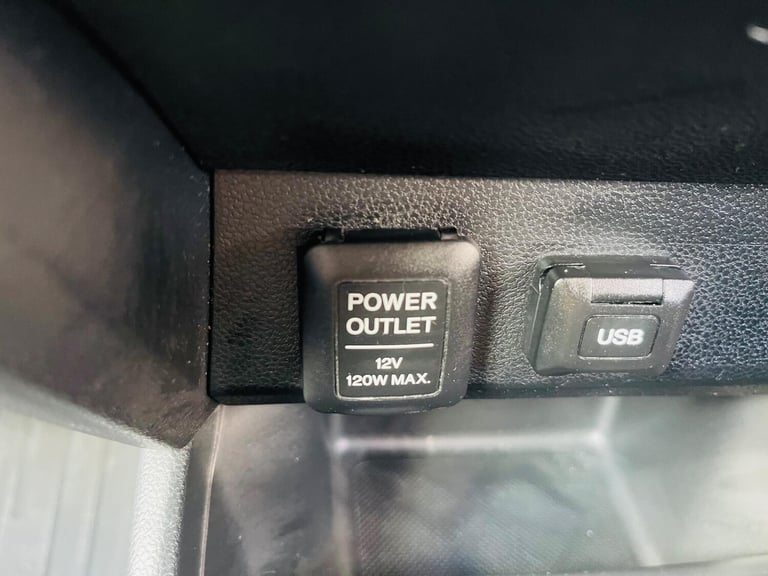 POWER
OUTLET
12V
120W MAX.
USB